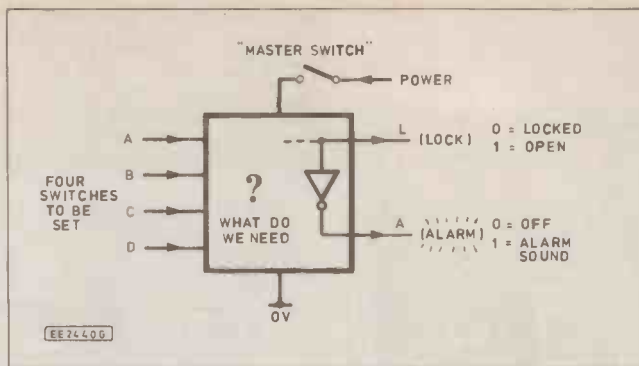 "MASTER SWITCH"
POWER
A
B
C
D
FOUR
SWITCHES
TO BE
SET
?
WHAT DO
WE NEED
L
(LOCK)
0 = LOCKED
1 = OPEN
A
(ALARM)
0 = OFF
1 = ALARM
SOUND
0V
EE2440G